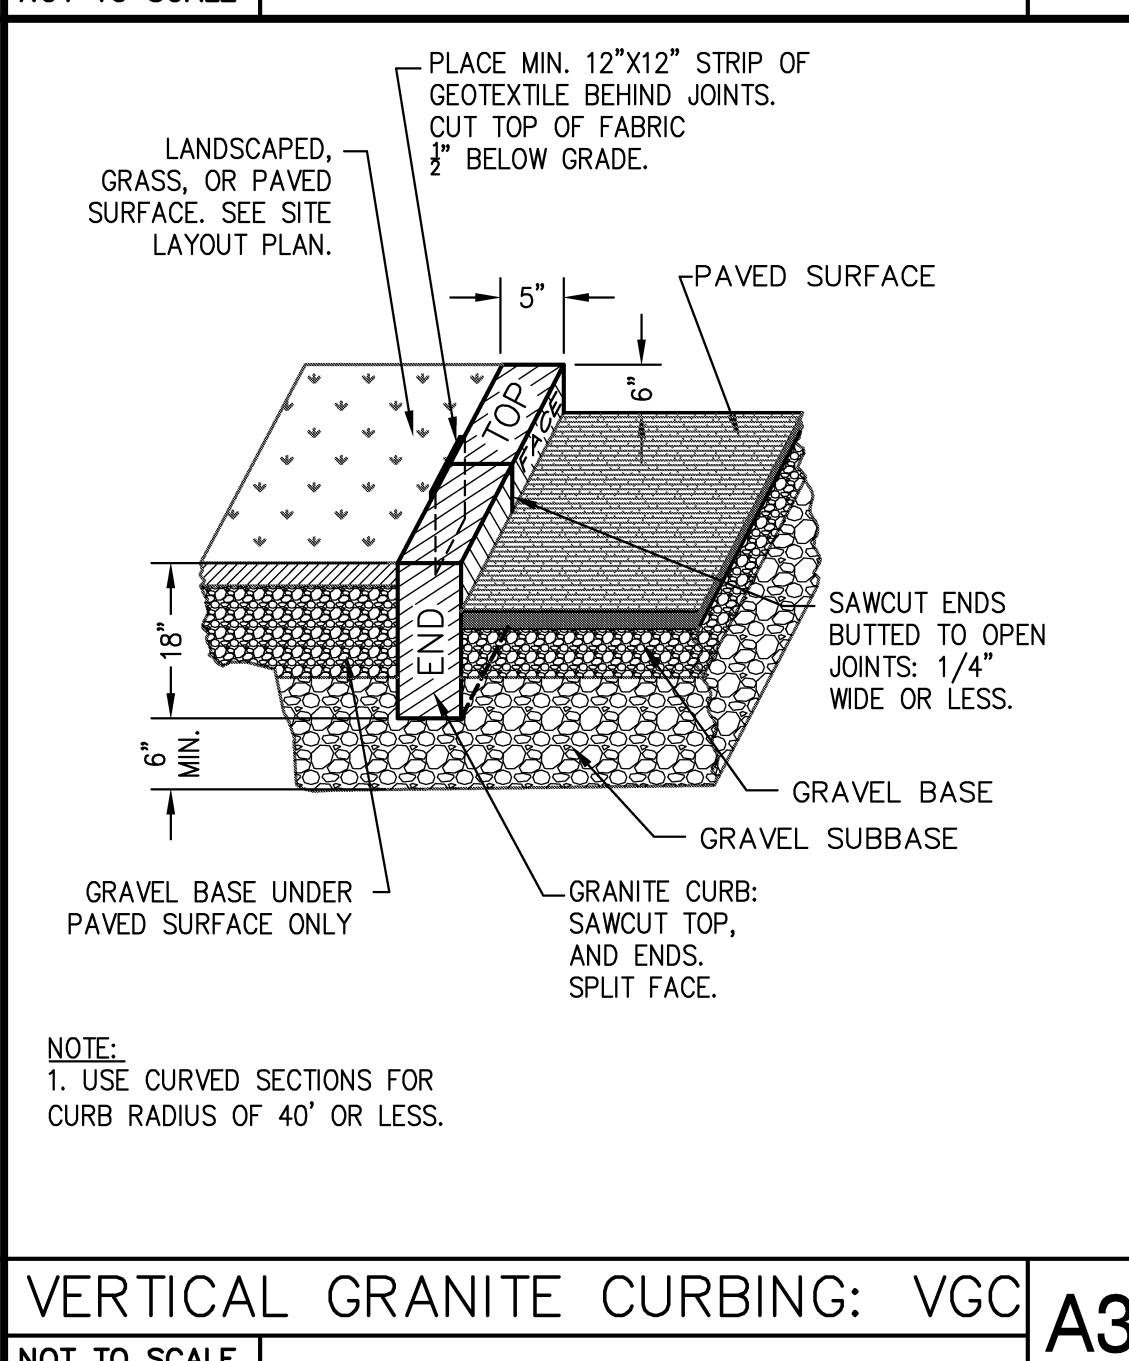 PLACE MIN. 12"X12" STRIP OF
GEOTEXTILE BEHIND JOINTS.
CUT TOP OF FABRIC
1/2" BELOW GRADE.
LANDSCAPED,
GRASS, OR PAVED
SURFACE. SEE SITE
LAYOUT PLAN.
PAVED SURFACE
5"
6"
TOP
FACE
END
18"
6"
MIN.
SAWCUT ENDS
BUTTED TO OPEN
JOINTS: 1/4"
WIDE OR LESS.
GRAVEL BASE
GRAVEL SUBBASE
GRAVEL BASE UNDER
PAVED SURFACE ONLY
GRANITE CURB:
SAWCUT TOP,
AND ENDS.
SPLIT FACE.
NOTE:
1. USE CURVED SECTIONS FOR
CURB RADIUS OF 40' OR LESS.
VERTICAL GRANITE CURBING: VGC
A3
NOT TO SCALE